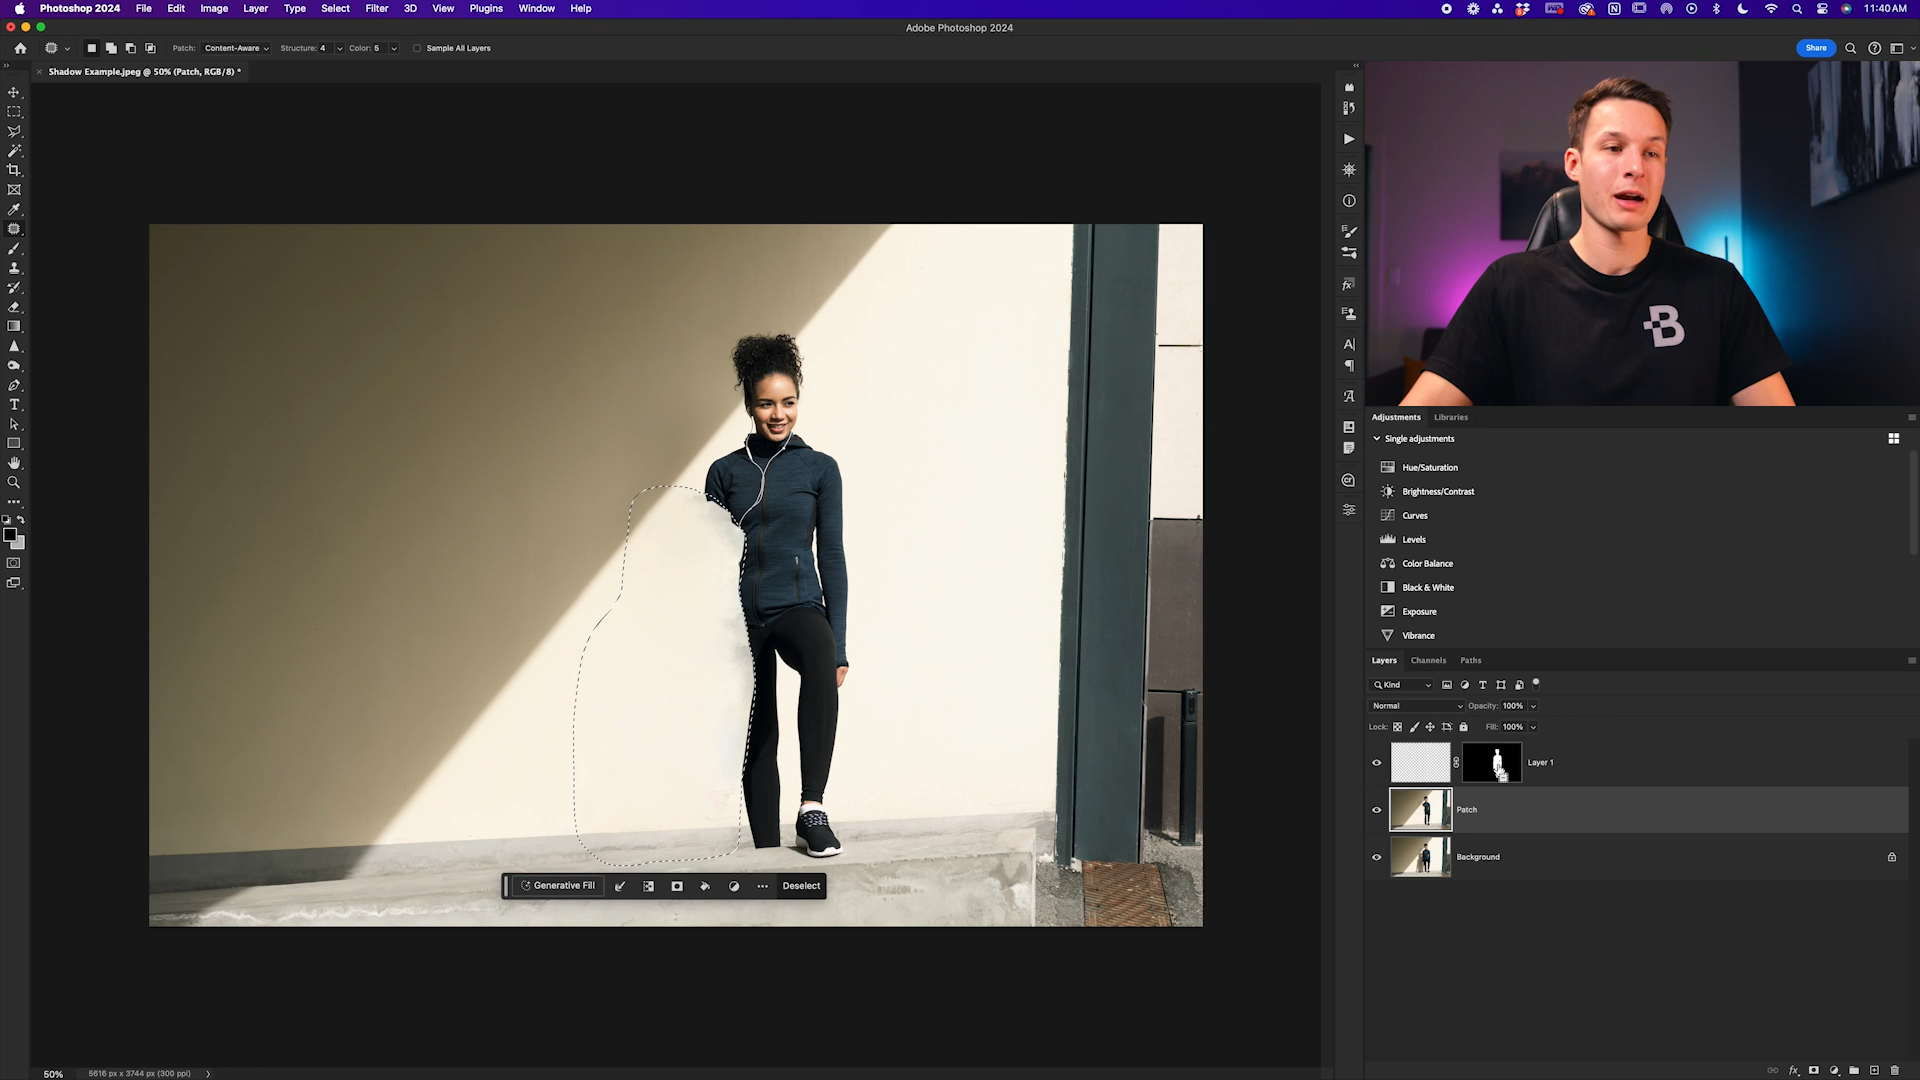 Photoshop 2024 File Edit Image Layer Type Select Filter 3D View Plugins Window Help
11:40 AM
Adobe Photoshop 2024
Patch: Content-Aware Structure: 4 Color: 5 Sample All Layers
Share
Shadow Example.jpeg @ 50% (Patch, RGB/8) *
B
Adjustments Libraries
Single adjustments
Hue/Saturation
Brightness/Contrast
Curves
Levels
Color Balance
Black & White
Exposure
Vibrance
Layers Channels Paths
Kind
Normal Opacity: 100%
Lock: Fill: 100%
Layer 1
Patch
Background
Generative Fill Deselect
50% 5616 px x 3744 px (300 ppi)